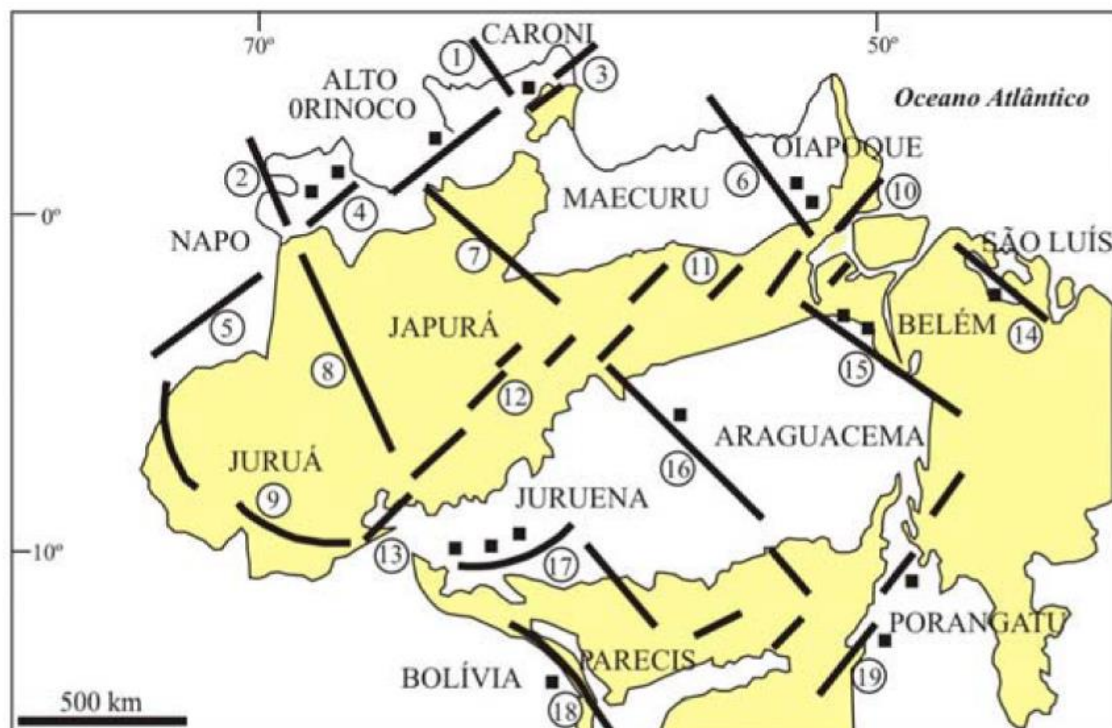 70º
50º
CARONI
1
3
ALTO
0RINOCO
Oceano Atlântico
OIAPOQUE
2
6
10
4
MAECURU
NAPO
7
11
SÃO LUÍS
5
JAPURÁ
BELÉM
14
8
12
15
ARAGUACEMA
16
JURUÁ
9
JURUENA
13
17
PORANGATU
BOLÍVIA
PARECIS
18
19
0º
10º
500 km